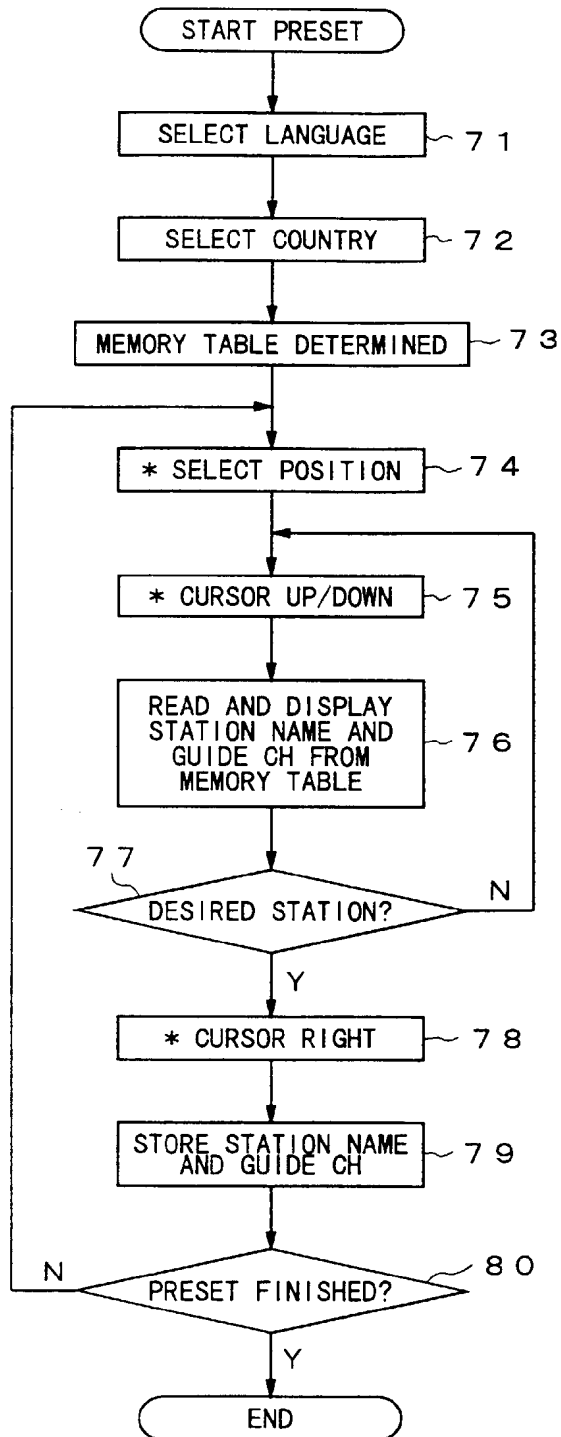 START PRESET
SELECT LANGUAGE 71
SELECT COUNTRY 72
MEMORY TABLE DETERMINED 73
* SELECT POSITION 74
* CURSOR UP/DOWN 75
READ AND DISPLAY
STATION NAME AND
GUIDE CH FROM
MEMORY TABLE
76
77
DESIRED STATION?
N
Y
* CURSOR RIGHT 78
STORE STATION NAME
AND GUIDE CH
79
80
N
PRESET FINISHED?
Y
END